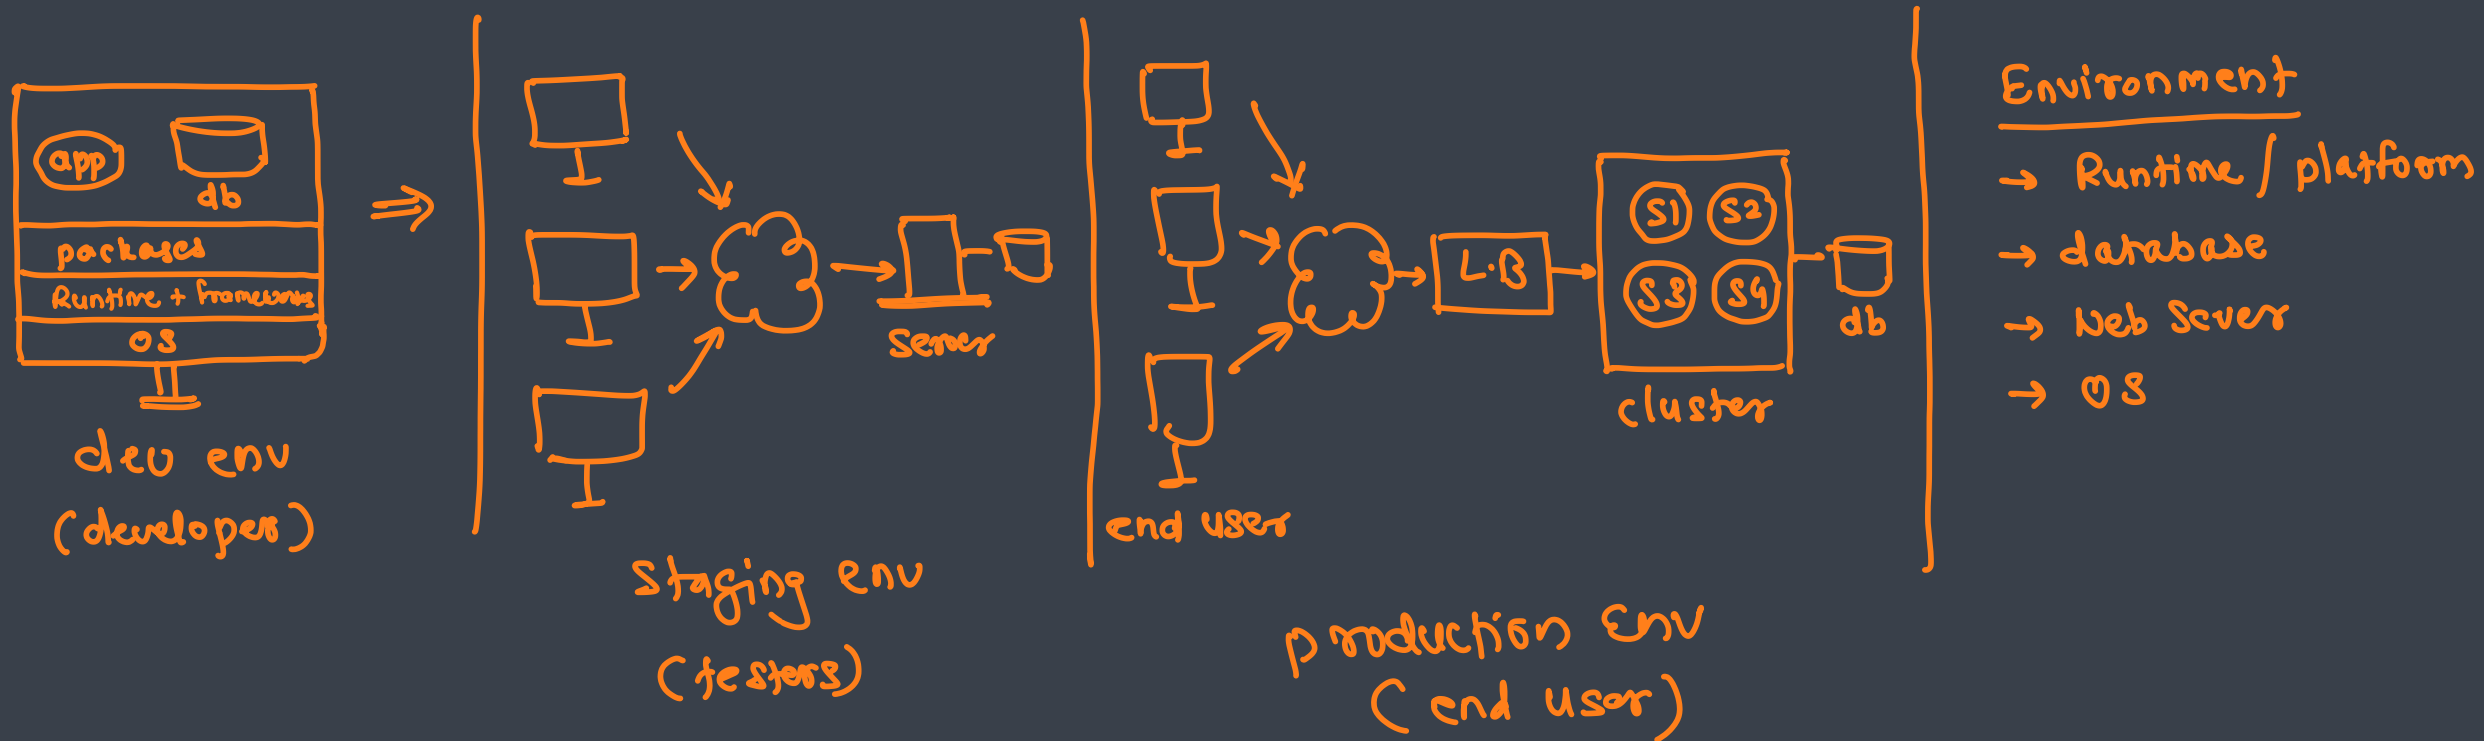 app
db
packages
Runtime + frameworks
OS
dev env
(developer)
server
staging env
(testers)
end user
L.B
S1 S2
S3 S4
cluster
db
production env
(end user)
Environment
→ Runtime / platform
→ database
→ Web Sever
→ OS